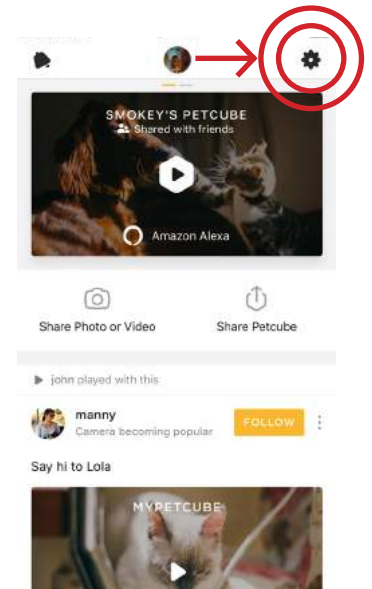 SMOKEY'S PETCUBE
Shared with friends
Amazon Alexa
Share Photo or Video
Share Petcube
john played with this
manny
FOLLOW
Camera becoming popular
Say hi to Lola
MYPETCUBE